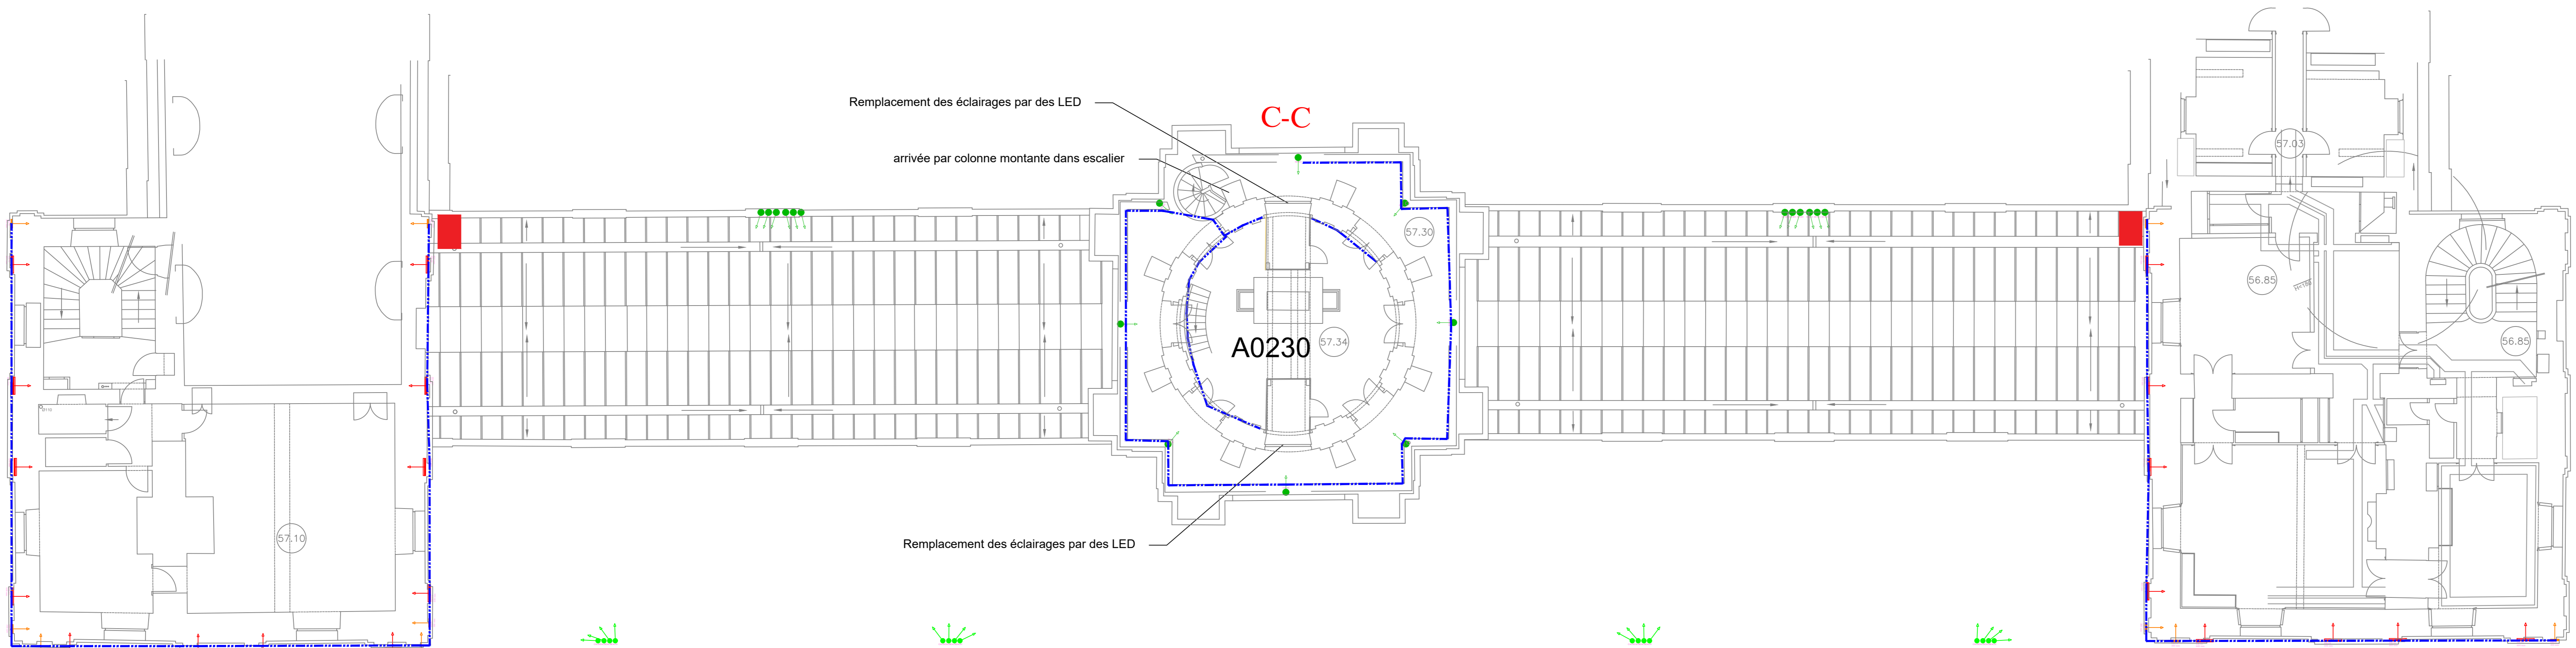 Remplacement des éclairages par des LED
C-C
57.03
arrivée par colonne montante dans escalier
57.30
56.85
H=180
57.34
A0230
56.85
57.10
Remplacement des éclairages par des LED